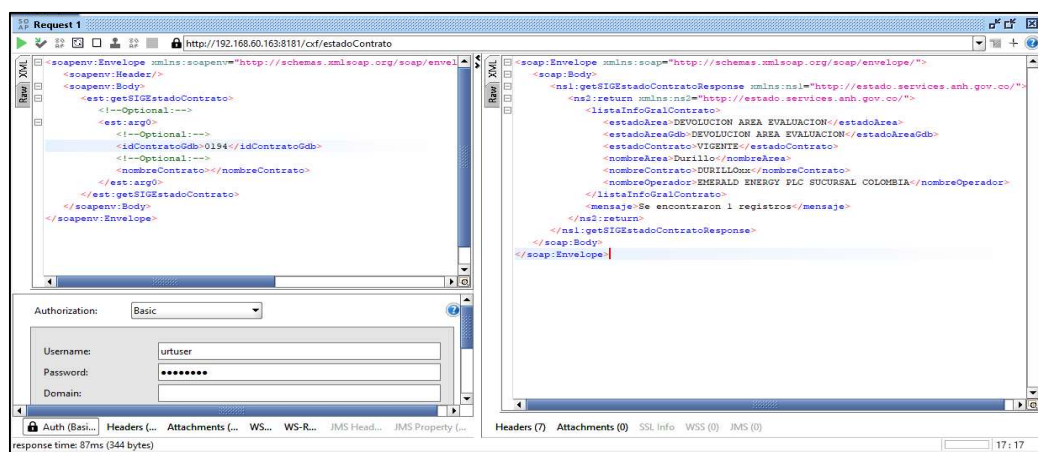 Request 1
http://192.168.60.163:8181/cxf/estadoContrato
XML
Raw
<soapenv:Envelope xmlns:soapenv="http://schemas.xmlsoap.org/soap/envel
<soapenv:Header/>
<soapenv:Body>
<est:getSIGEstadoContrato>
<!--Optional:-->
<est:arg0>
<!--Optional:-->
<idContratoGdb>0194</idContratoGdb>
<!--Optional:-->
<nombreContrato></nombreContrato>
</est:arg0>
</est:getSIGEstadoContrato>
</soapenv:Body>
</soapenv:Envelope>
Authorization: Basic
Username: urtuser
Password: ••••••••
Domain:
Auth (Basi... Headers (... Attachments (... WS... WS-R... JMS Head... JMS Property (...
response time: 87ms (344 bytes)
XML
Raw
<soap:Envelope xmlns:soap="http://schemas.xmlsoap.org/soap/envelope/">
<soap:Body>
<ns1:getSIGEstadoContratoResponse xmlns:ns1="http://estado.services.anh.gov.co/">
<ns2:return xmlns:ns2="http://estado.services.anh.gov.co/">
<listaInfoGralContrato>
<estadoArea>DEVOLUCION AREA EVALUACION</estadoArea>
<estadoAreaGdb>DEVOLUCION AREA EVALUACION</estadoAreaGdb>
<estadoContrato>VIGENTE</estadoContrato>
<nombreArea>Durillo</nombreArea>
<nombreContrato>DURILLOxx</nombreContrato>
<nombreOperador>EMERALD ENERGY PLC SUCURSAL COLOMBIA</nombreOperador>
</listaInfoGralContrato>
<mensaje>Se encontraron 1 registros</mensaje>
</ns2:return>
</ns1:getSIGEstadoContratoResponse>
</soap:Body>
</soap:Envelope>
Headers (7) Attachments (0) SSL Info WSS (0) JMS (0)
17 : 17